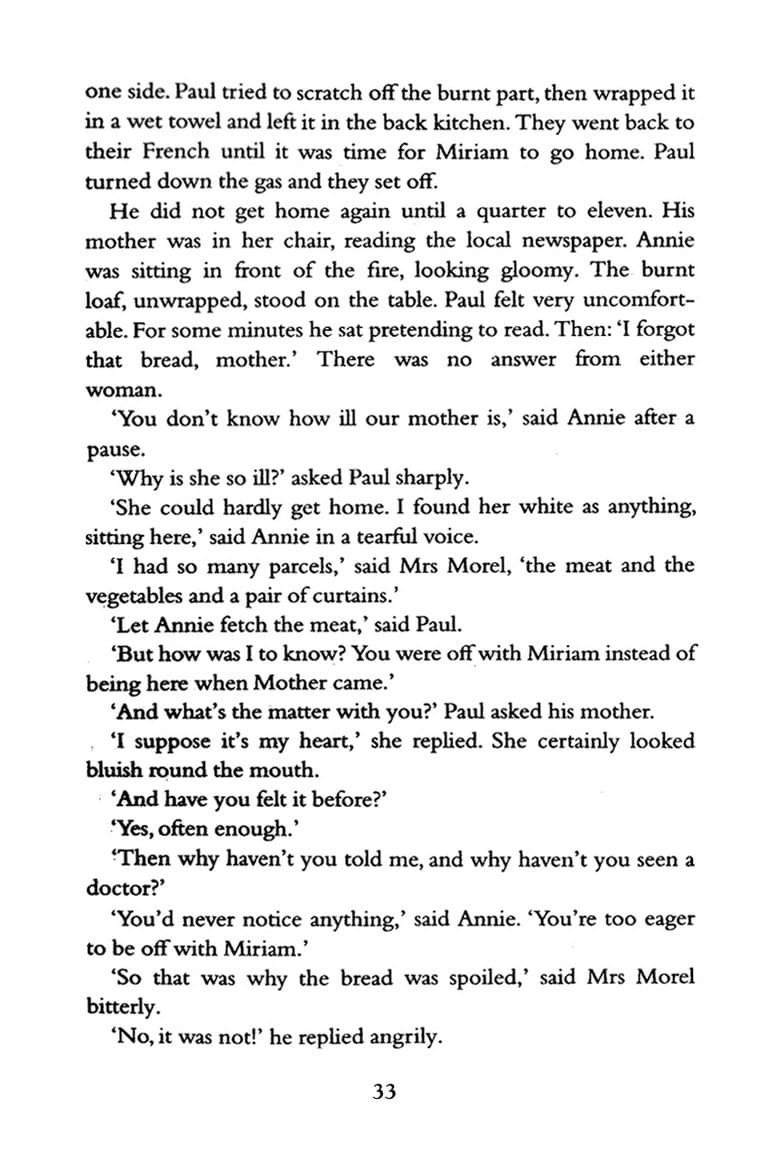 one side. Paul tried to scratch off the burnt part, then wrapped it
in a wet towel and left it in the back kitchen. They went back to
their French until it was time for Miriam to go home. Paul
turned down the gas and they set off.
He did not get home again until a quarter to eleven. His
mother was in her chair, reading the local newspaper. Annie
was sitting in front of the fire, looking gloomy. The burnt
loaf, unwrapped, stood on the table. Paul felt very uncomfort-
able. For some minutes he sat pretending to read. Then: ‘I forgot
that bread, mother.’ There was no answer from either
woman.
‘You don’t know how ill our mother is,’ said Annie after a
pause.
‘Why is she so ill?’ asked Paul sharply.
‘She could hardly get home. I found her white as anything,
sitting here,’ said Annie in a tearful voice.
‘I had so many parcels,’ said Mrs Morel, ‘the meat and the
vegetables and a pair of curtains.’
‘Let Annie fetch the meat,’ said Paul.
‘But how was I to know? You were off with Miriam instead of
being here when Mother came.’
‘And what’s the matter with you?’ Paul asked his mother.
‘I suppose it’s my heart,’ she replied. She certainly looked
bluish round the mouth.
‘And have you felt it before?’
‘Yes, often enough.’
‘Then why haven’t you told me, and why haven’t you seen a
doctor?’
‘You’d never notice anything,’ said Annie. ‘You’re too eager
to be off with Miriam.’
‘So that was why the bread was spoiled,’ said Mrs Morel
bitterly.
‘No, it was not!’ he replied angrily.
33